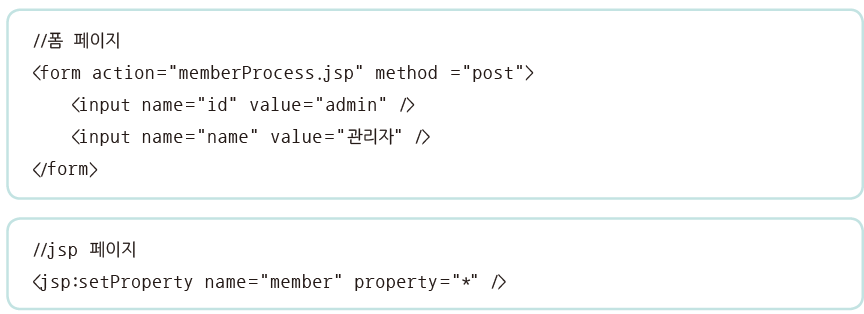 //폼 페이지
<form action="memberProcess.jsp" method ="post">
    <input name="id" value="admin" />
    <input name="name" value="관리자" />
</form>
//jsp 페이지
<jsp:setProperty name="member" property="*" />